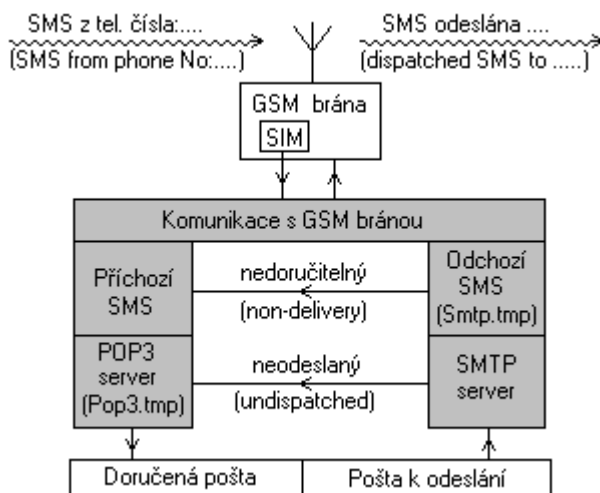 SMS z tel. čísla:....
(SMS from phone No:....)
SMS odeslána ....
(dispatched SMS to .....)
GSM brána
SIM
Komunikace s GSM bránou
Příchozí
SMS
nedoručitelný
(non-delivery)
Odchozí
SMS
(Smtp.tmp)
POP3
server
(Pop3.tmp)
neodeslaný
(undispatched)
SMTP
server
Doručená pošta
Pošta k odeslání